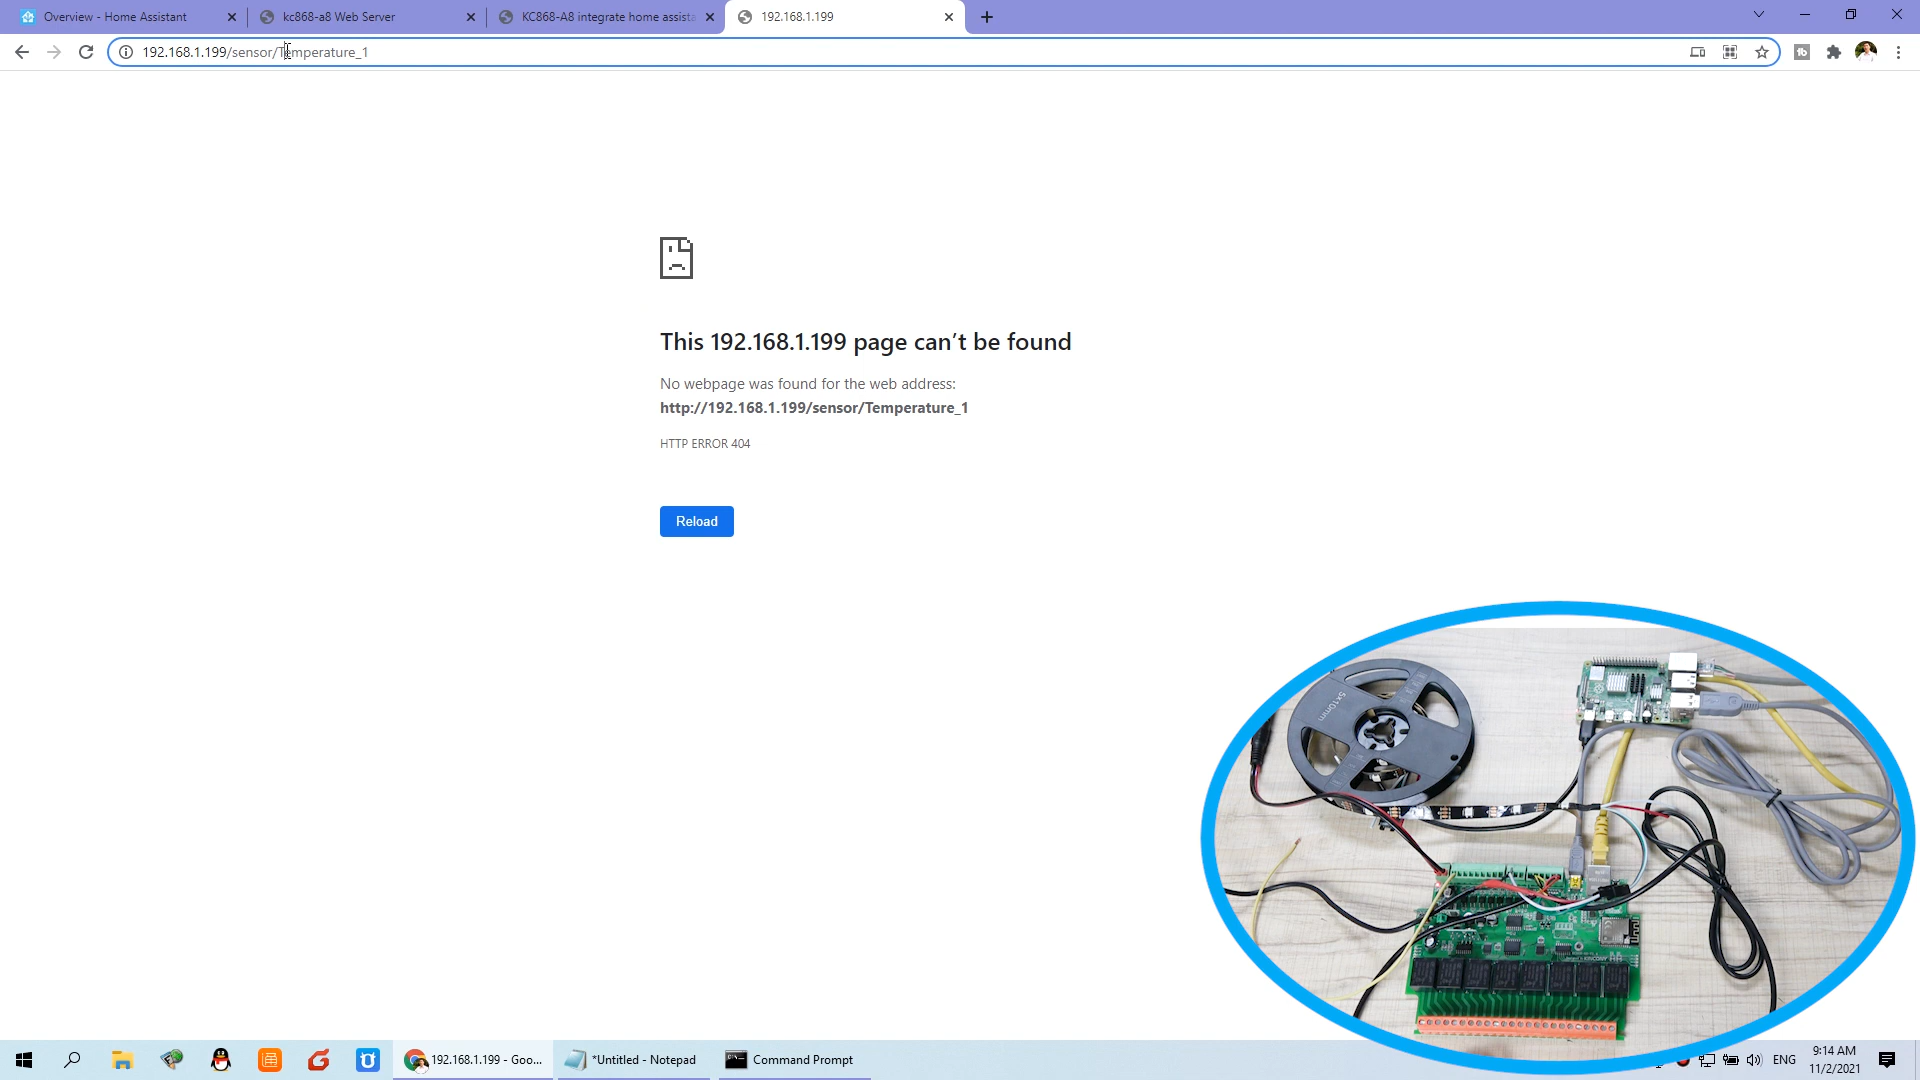 Overview - Home Assistant
kc868-a8 Web Server
KC868-A8 integrate home assista
192.168.1.199
192.168.1.199/sensor/Temperature_1
This 192.168.1.199 page can't be found
No webpage was found for the web address:
http://192.168.1.199/sensor/Temperature_1
HTTP ERROR 404
Reload
5x10mm
192.168.1.199 - Goo...
*Untitled - Notepad
Command Prompt
ENG
9:14 AM
11/2/2021